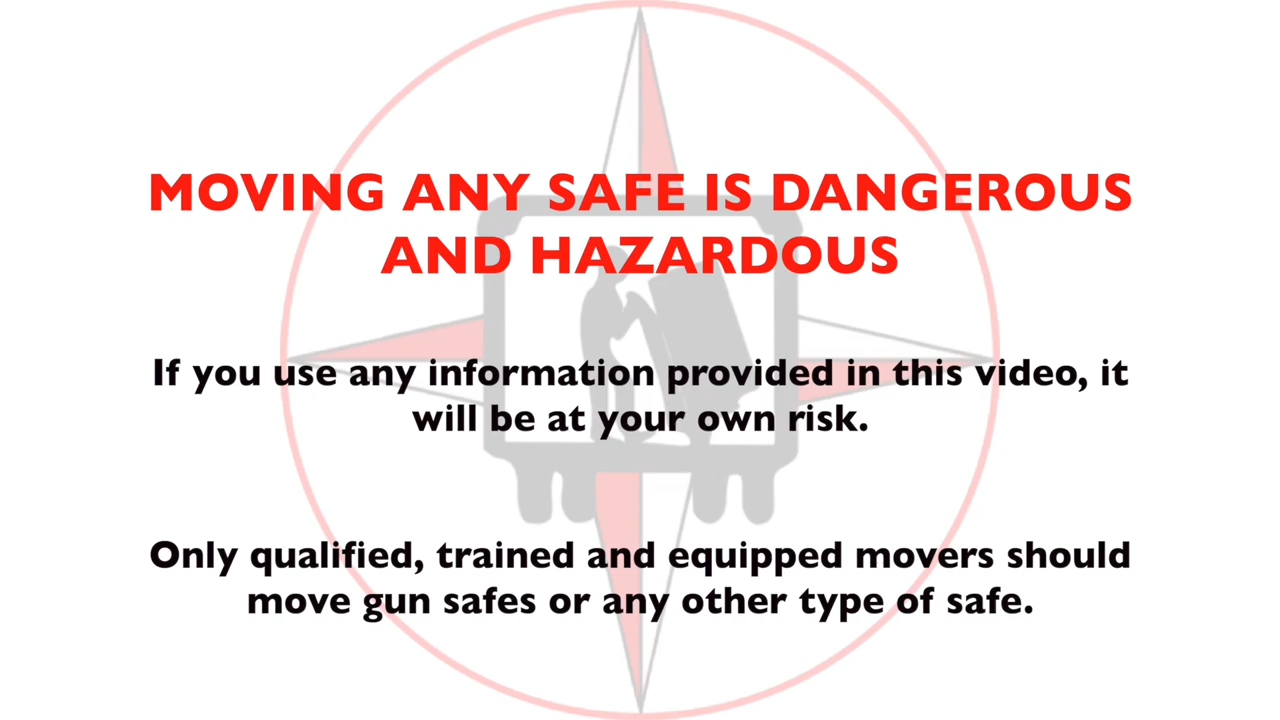 MOVING ANY SAFE IS DANGEROUS
AND HAZARDOUS
If you use any information provided in this video, it
will be at your own risk.
Only qualified, trained and equipped movers should
move gun safes or any other type of safe.